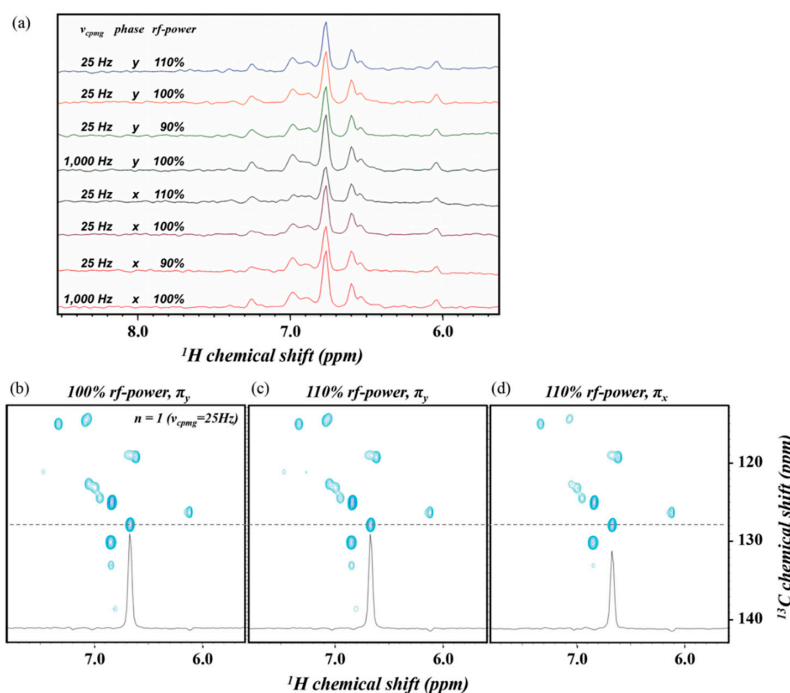 (a)
νcpmg phase rf-power
25 Hz y 110%
25 Hz y 100%
25 Hz y 90%
1,000 Hz y 100%
25 Hz x 110%
25 Hz x 100%
25 Hz x 90%
1,000 Hz x 100%
8.0 7.0 6.0
¹H chemical shift (ppm)
(b) 100% rf-power, πy
(c) 110% rf-power, πy
(d) 110% rf-power, πx
n = 1 (νcpmg=25Hz)
120
130
140
¹³C chemical shift (ppm)
7.0 6.0 7.0 6.0 7.0 6.0
¹H chemical shift (ppm)